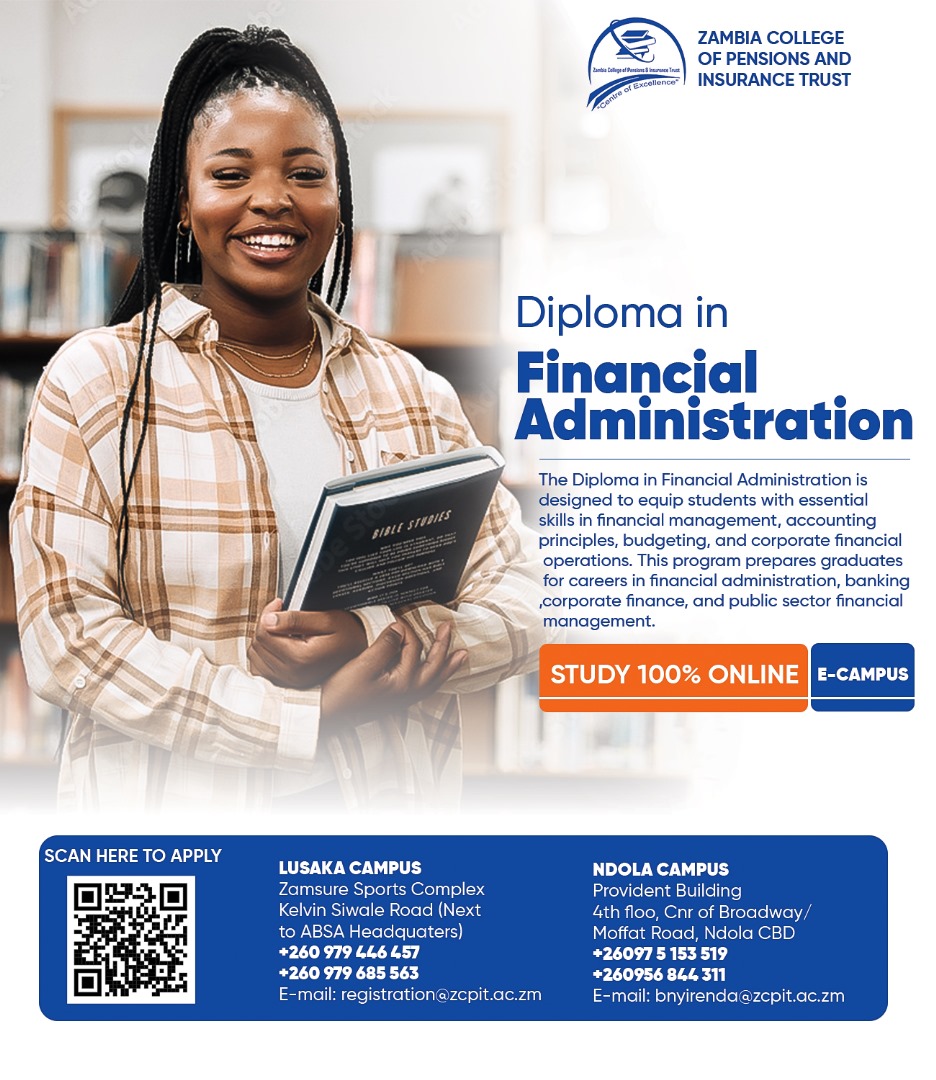 Zambia College of Pensions & Insurance Trust
"Centre of Excellence"
ZAMBIA COLLEGE
OF PENSIONS AND
INSURANCE TRUST
Diploma in
Financial
Administration
The Diploma in Financial Administration is
designed to equip students with essential
skills in financial management, accounting
principles, budgeting, and corporate financial
operations. This program prepares graduates
for careers in financial administration, banking
,corporate finance, and public sector financial
management.
BIBLE STUDIES
STUDY 100% ONLINE
E-CAMPUS
SCAN HERE TO APPLY
LUSAKA CAMPUS
Zamsure Sports Complex
Kelvin Siwale Road (Next
to ABSA Headquaters)
+260 979 446 457
+260 979 685 563
E-mail: registration@zcpit.ac.zm
NDOLA CAMPUS
Provident Building
4th floo, Cnr of Broadway/
Moffat Road, Ndola CBD
+26097 5 153 519
+260956 844 311
E-mail: bnyirenda@zcpit.ac.zm